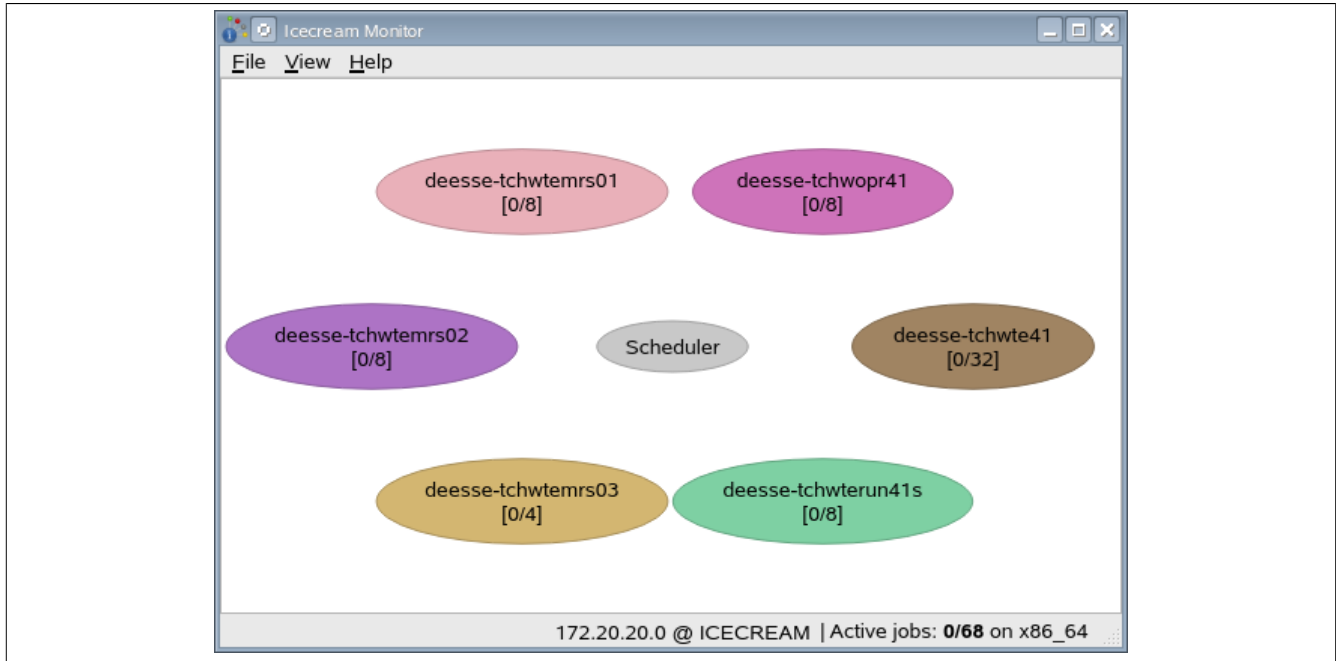 Icecream Monitor
File View Help
deesse-tchwtemrs01
[0/8]
deesse-tchwopr41
[0/8]
deesse-tchwtemrs02
[0/8]
Scheduler
deesse-tchwte41
[0/32]
deesse-tchwtemrs03
[0/4]
deesse-tchwterun41s
[0/8]
172.20.20.0 @ ICECREAM | Active jobs: 0/68 on x86_64